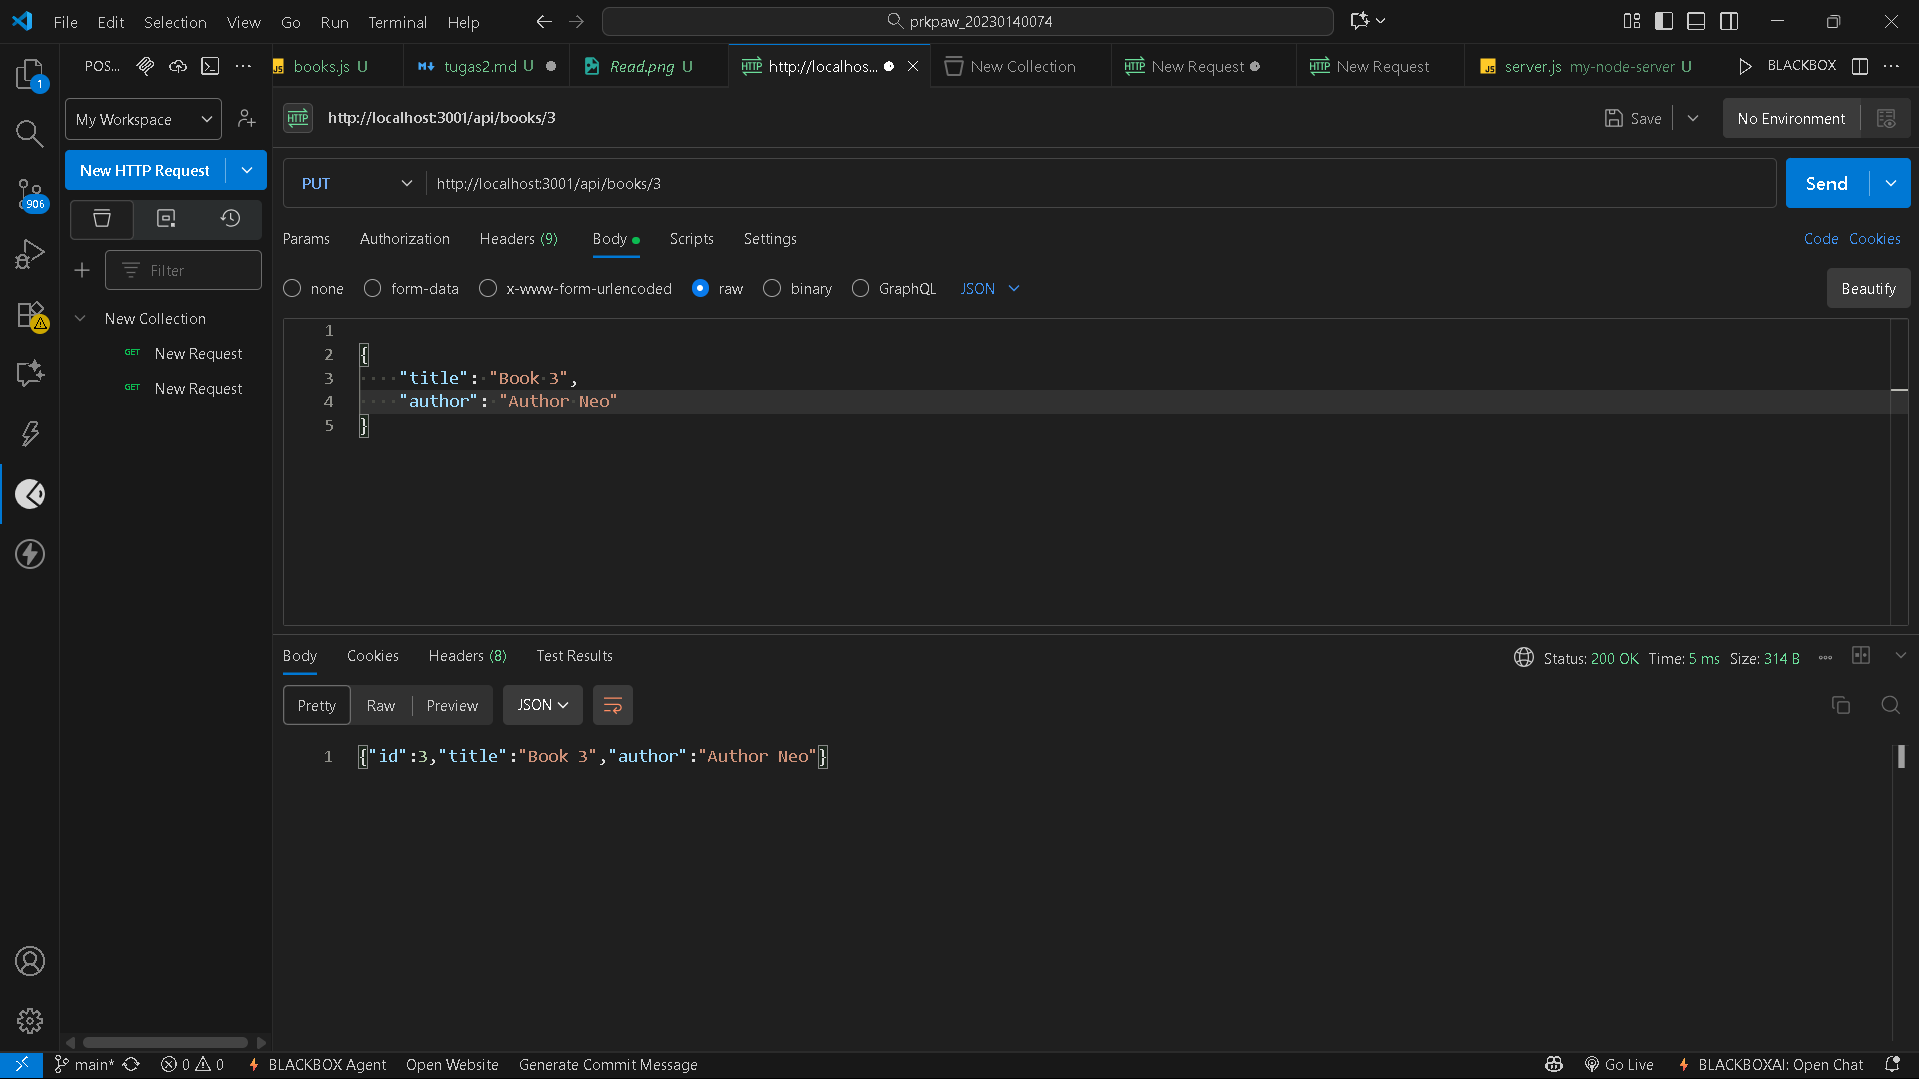 File Edit Selection View Go Run Terminal Help
prkpaw_20230140074
POS...
books.js U
tugas2.md U
Read.png U
http://localhos...
New Collection
New Request
New Request
server.js my-node-server U
BLACKBOX
1
906
My Workspace
New HTTP Request
Filter
New Collection
GET New Request
GET New Request
HTTP http://localhost:3001/api/books/3
Save
No Environment
PUT
http://localhost:3001/api/books/3
Send
Params Authorization Headers (9) Body Scripts Settings
Code Cookies
none form-data x-www-form-urlencoded raw binary GraphQL JSON
Beautify
1
2 {
3 "title": "Book 3",
4 "author": "Author Neo"
5 }
Body Cookies Headers (8) Test Results
Status: 200 OK Time: 5 ms Size: 314 B
Pretty Raw Preview JSON
1 {"id":3,"title":"Book 3","author":"Author Neo"}
main* 0 0 BLACKBOX Agent Open Website Generate Commit Message
Go Live BLACKBOXAI: Open Chat